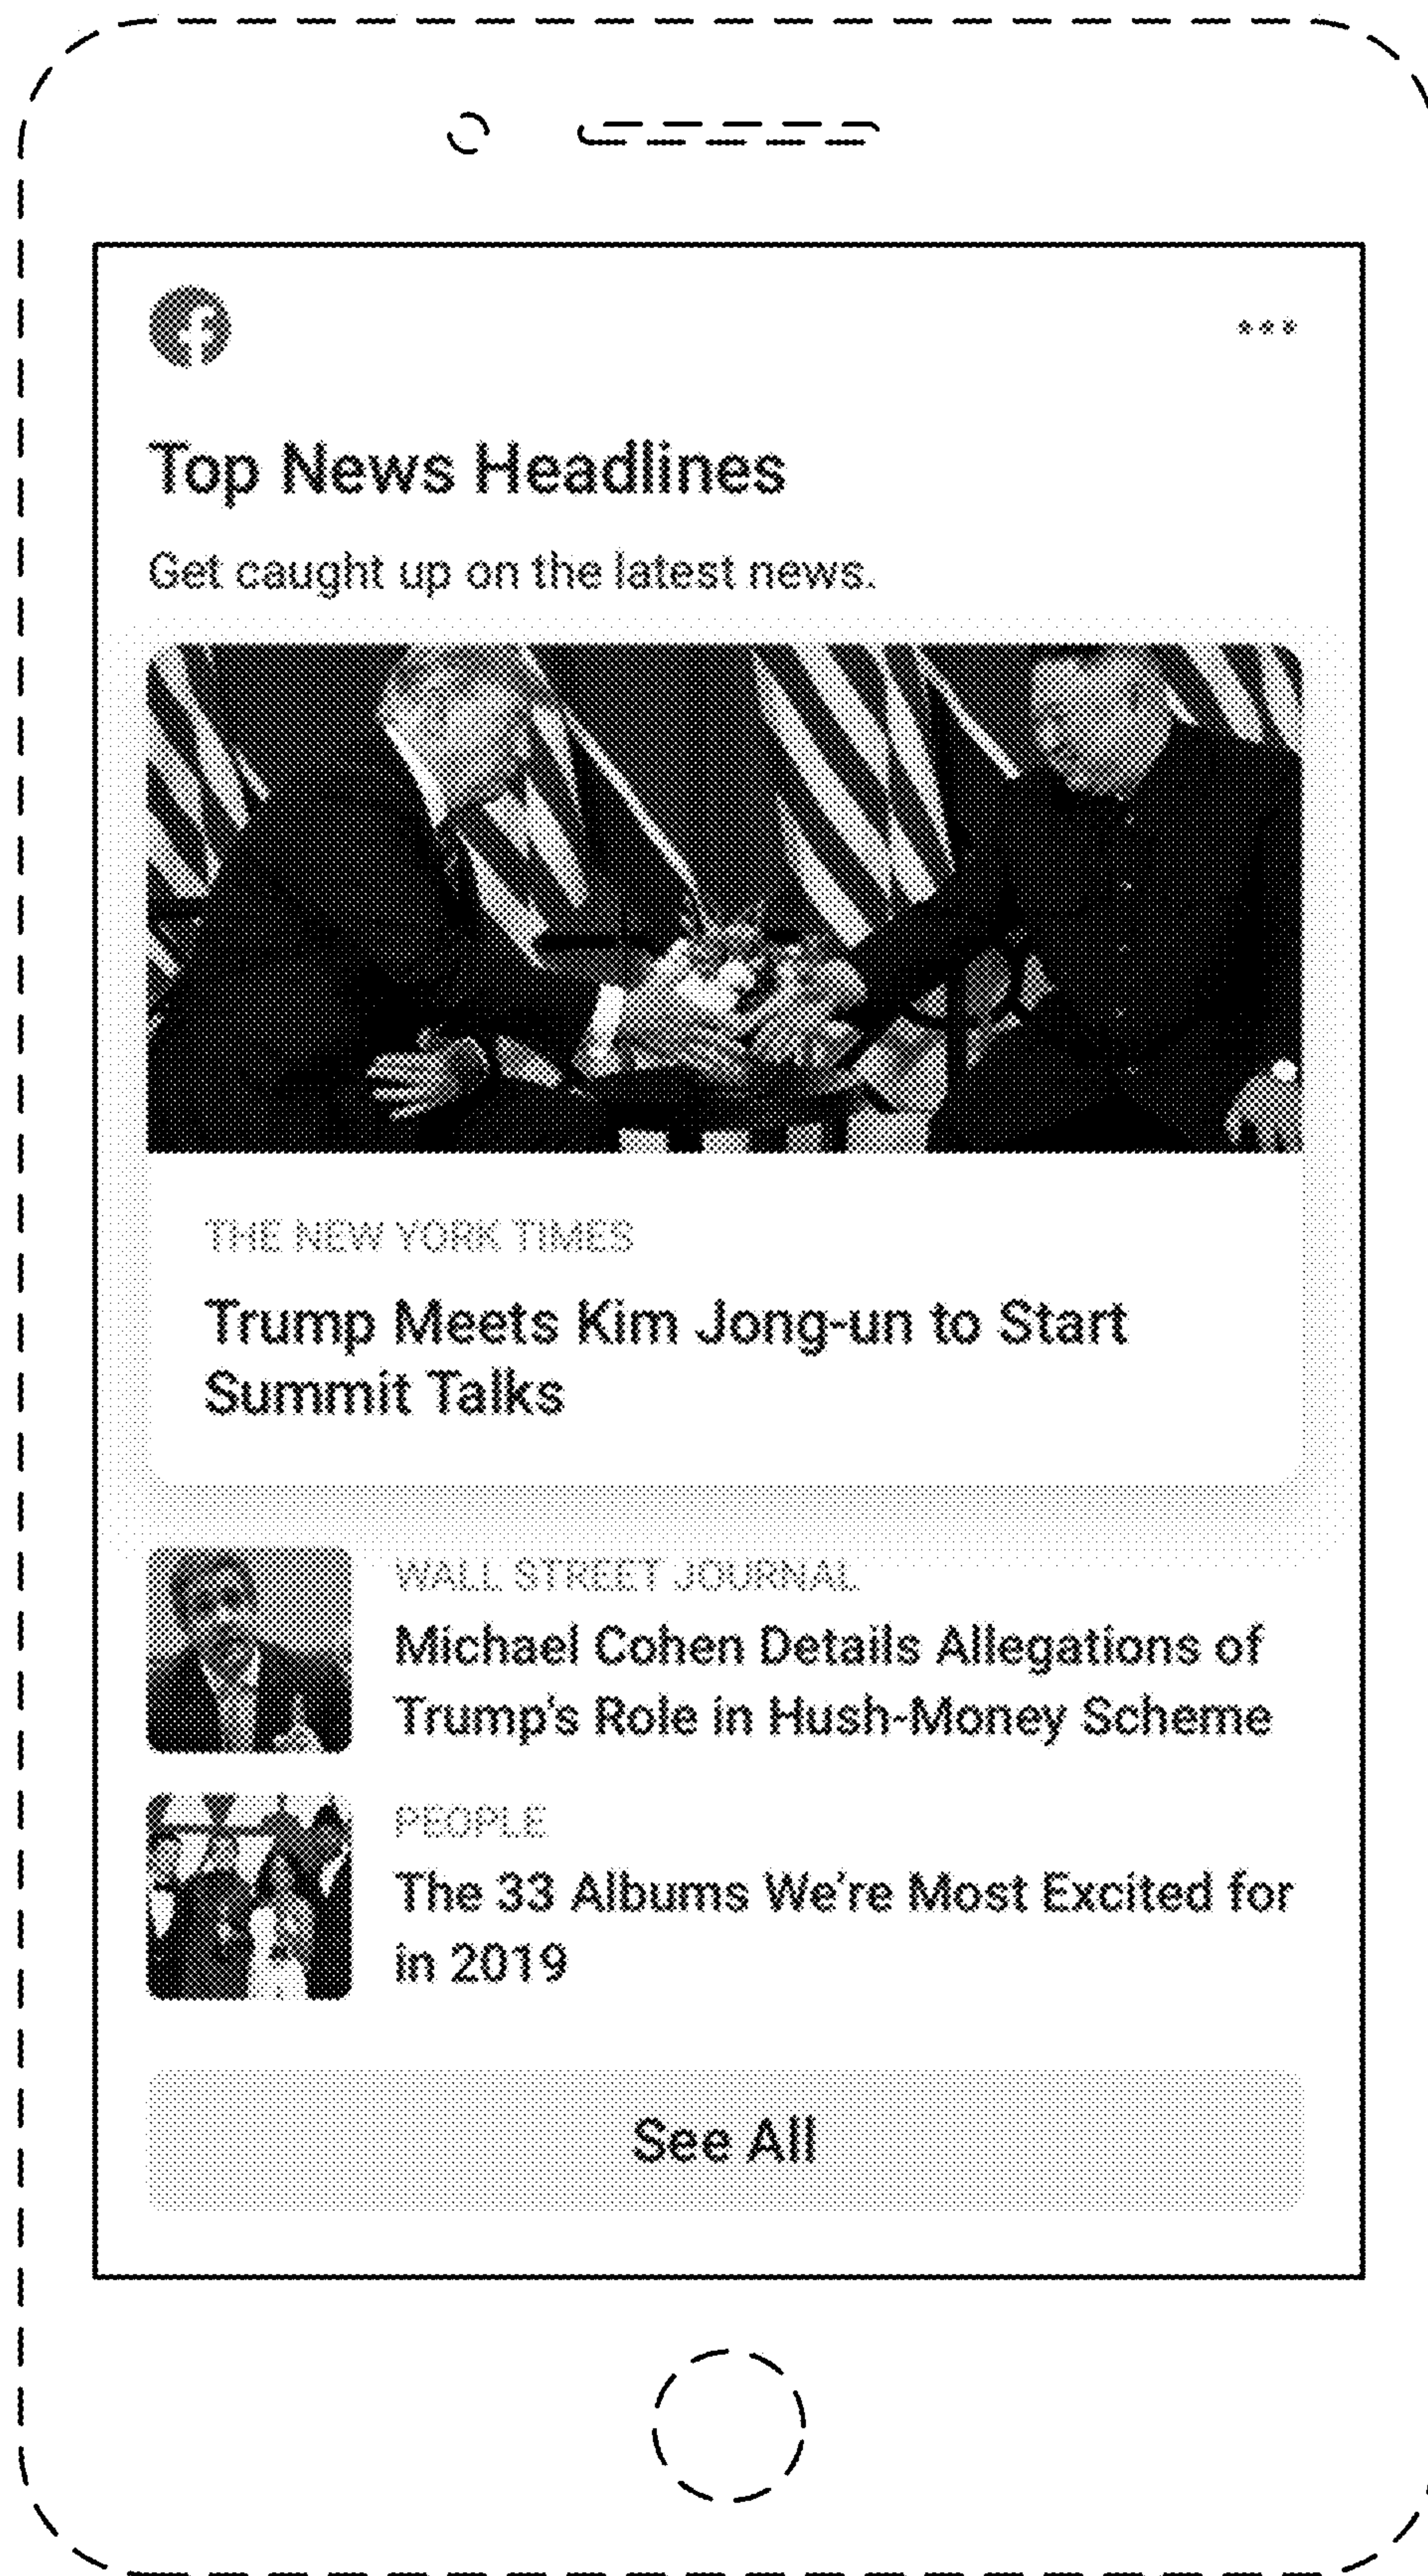 Top News Headlines
Get caught up on the latest news.
THE NEW YORK TIMES
Trump Meets Kim Jong-un to Start
Summit Talks
WALL STREET JOURNAL
Michael Cohen Details Allegations of
Trump's Role in Hush-Money Scheme
PEOPLE
The 33 Albums We're Most Excited for
in 2019
See All